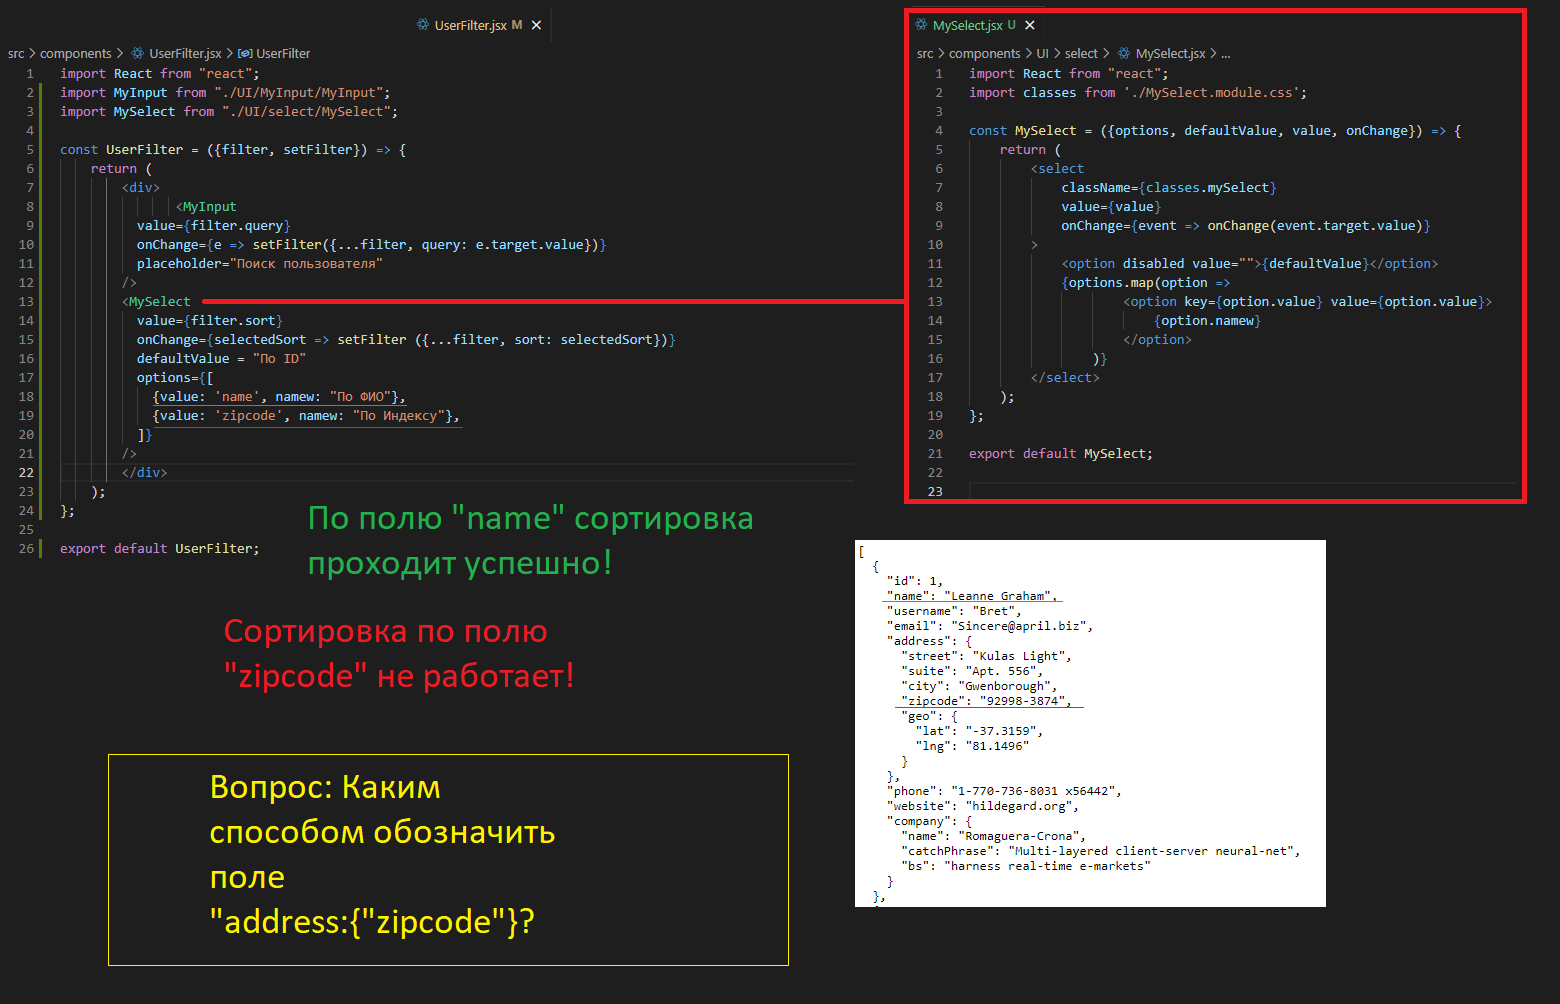 UserFilter.jsx M ×
src > components > UserFilter.jsx > UserFilter
1 import React from "react";
2 import MyInput from "./UI/MyInput/MyInput";
3 import MySelect from "./UI/select/MySelect";
4
5 const UserFilter = ({filter, setFilter}) => {
6 return (
7 <div>
8 <MyInput
9 value={filter.query}
10 onChange={e => setFilter({...filter, query: e.target.value})}
11 placeholder="Поиск пользователя"
12 />
13 <MySelect
14 value={filter.sort}
15 onChange={selectedSort => setFilter ({...filter, sort: selectedSort})}
16 defaultValue = "По ID"
17 options={[
18 {value: 'name', namew: "По ФИО"},
19 {value: 'zipcode', namew: "По Индексу"},
20 ]}
21 />
22 </div>
23 );
24 };
25
26 export default UserFilter;
MySelect.jsx U ×
src > components > UI > select > MySelect.jsx > ...
1 import React from "react";
2 import classes from './MySelect.module.css';
3
4 const MySelect = ({options, defaultValue, value, onChange}) => {
5 return (
6 <select
7 className={classes.mySelect}
8 value={value}
9 onChange={event => onChange(event.target.value)}
10 >
11 <option disabled value="">{defaultValue}</option>
12 {options.map(option =>
13 <option key={option.value} value={option.value}>
14 {option.namew}
15 </option>
16 )}
17 </select>
18 );
19 };
20
21 export default MySelect;
22
23
По полю "name" сортировка
проходит успешно!
Сортировка по полю
"zipcode" не работает!
Вопрос: Каким
способом обозначить
поле
"address:{"zipcode"}?
[
{
"id": 1,
"name": "Leanne Graham",
"username": "Bret",
"email": "Sincere@april.biz",
"address": {
"street": "Kulas Light",
"suite": "Apt. 556",
"city": "Gwenborough",
"zipcode": "92998-3874",
"geo": {
"lat": "-37.3159",
"lng": "81.1496"
}
},
"phone": "1-770-736-8031 x56442",
"website": "hildegard.org",
"company": {
"name": "Romaguera-Crona",
"catchPhrase": "Multi-layered client-server neural-net",
"bs": "harness real-time e-markets"
}
},